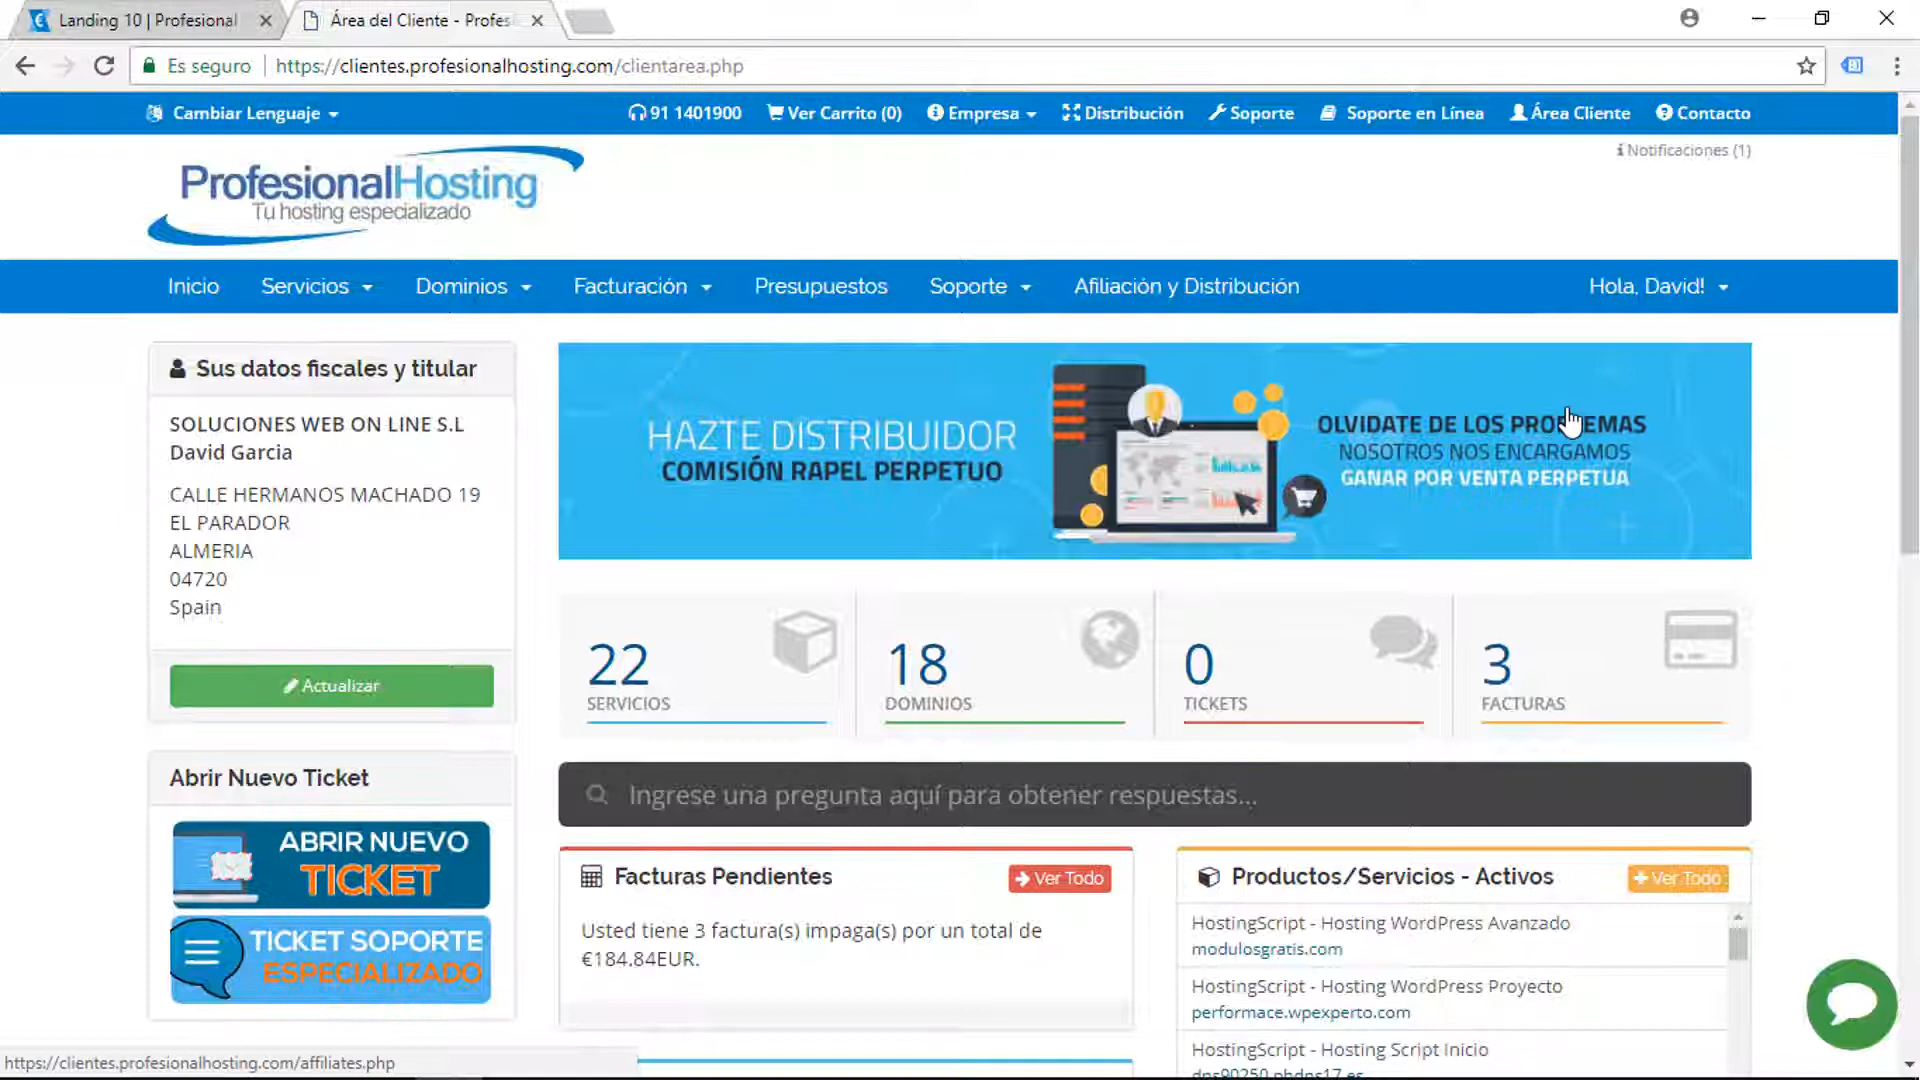 Landing 10 | Profesional
Área del Cliente - Profes
Es seguro
https://clientes.profesionalhosting.com/clientarea.php
Cambiar Lenguaje
91 1401900
Ver Carrito (0)
Empresa
Distribución
Soporte
Soporte en Línea
Área Cliente
Contacto
Notificaciones (1)
ProfesionalHosting
Tu hosting especializado
Inicio
Servicios
Dominios
Facturación
Presupuestos
Soporte
Afiliación y Distribución
Hola, David!
Sus datos fiscales y titular
SOLUCIONES WEB ON LINE S.L
David Garcia
CALLE HERMANOS MACHADO 19
EL PARADOR
ALMERIA
04720
Spain
Actualizar
HAZTE DISTRIBUIDOR
COMISIÓN RAPEL PERPETUO
OLVIDATE DE LOS PROBLEMAS
NOSOTROS NOS ENCARGAMOS
GANAR POR VENTA PERPETUA
22
SERVICIOS
18
DOMINIOS
0
TICKETS
3
FACTURAS
Abrir Nuevo Ticket
ABRIR NUEVO
TICKET
TICKET SOPORTE
ESPECIALIZADO
Ingrese una pregunta aquí para obtener respuestas...
Facturas Pendientes
Ver Todo
Usted tiene 3 factura(s) impaga(s) por un total de
€184.84EUR.
Productos/Servicios - Activos
Ver Todo
HostingScript - Hosting WordPress Avanzado
modulosgratis.com
HostingScript - Hosting WordPress Proyecto
performace.wpexperto.com
HostingScript - Hosting Script Inicio
dns90250.phdns17.es
https://clientes.profesionalhosting.com/affiliates.php